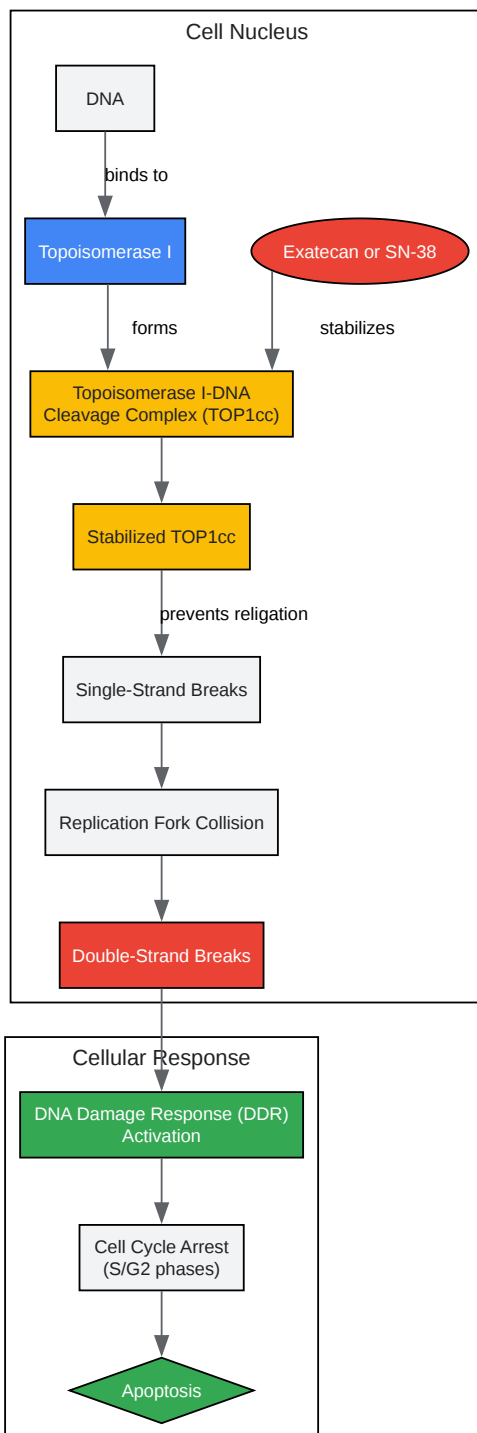 Cell Nucleus
DNA
binds to
Topoisomerase I
Exatecan or SN-38
forms
stabilizes
Topoisomerase I-DNA
Cleavage Complex (TOP1cc)
Stabilized TOP1cc
prevents religation
Single-Strand Breaks
Replication Fork Collision
Double-Strand Breaks
Cellular Response
DNA Damage Response (DDR)
Activation
Cell Cycle Arrest
(S/G2 phases)
Apoptosis